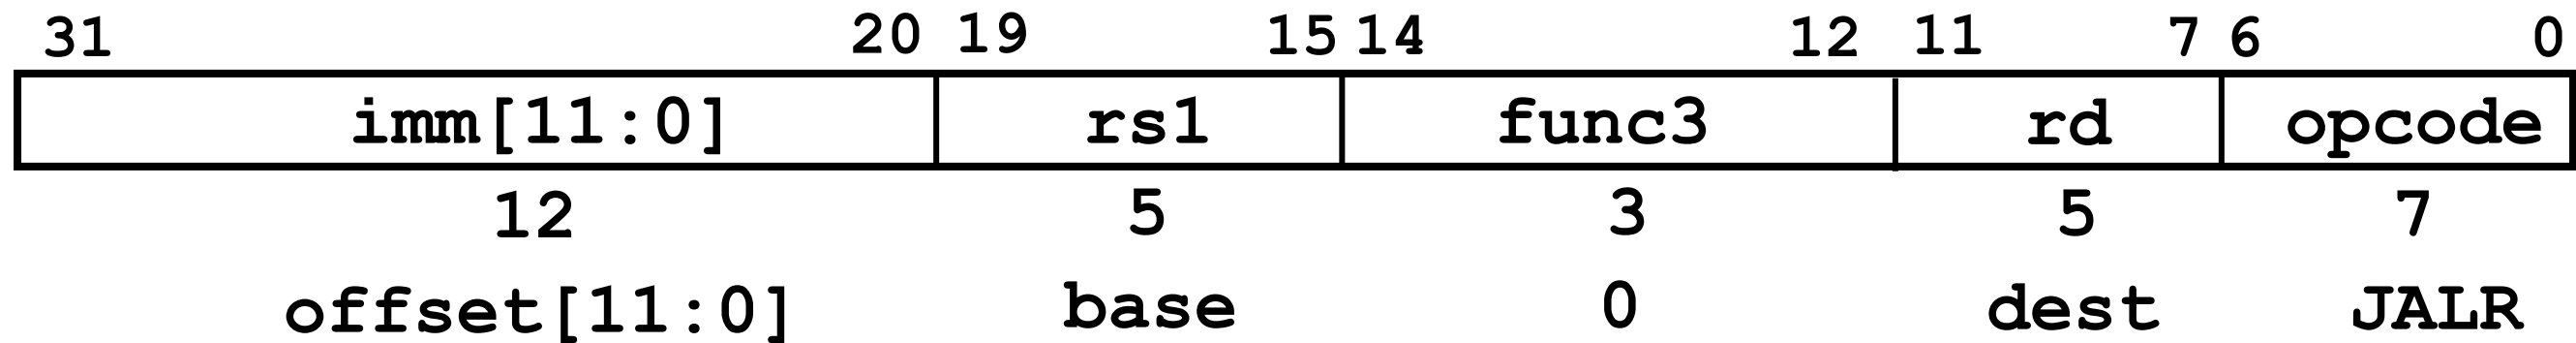 31 20 19 15 14 12 11 7 6 0
imm[11:0] rs1 func3 rd opcode
12 5 3 5 7
offset[11:0] base 0 dest JALR